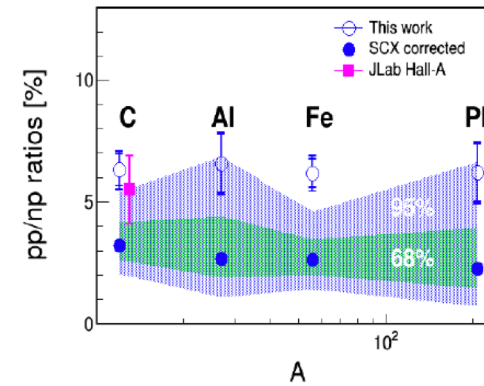 This work
SCX corrected
JLab Hall-A
pp/np ratios [%]
10
5
0
C Al Fe
95%
68%
10²
A